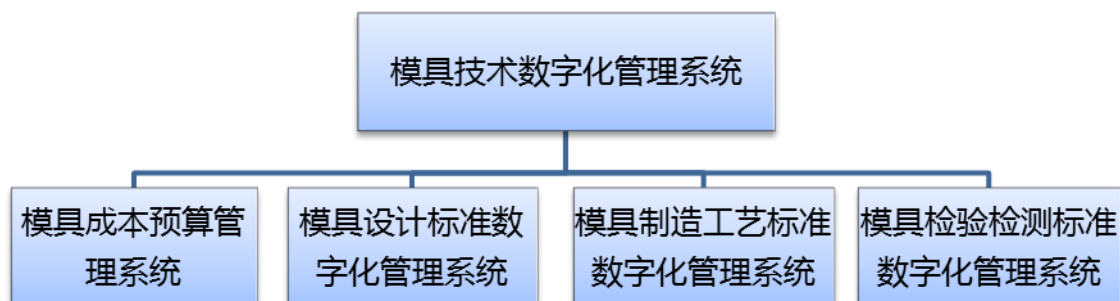 模具技术数字化管理系统
模具成本预算管
理系统
模具设计标准数
字化管理系统
模具制造工艺标准
数字化管理系统
模具检验检测标准
数字化管理系统